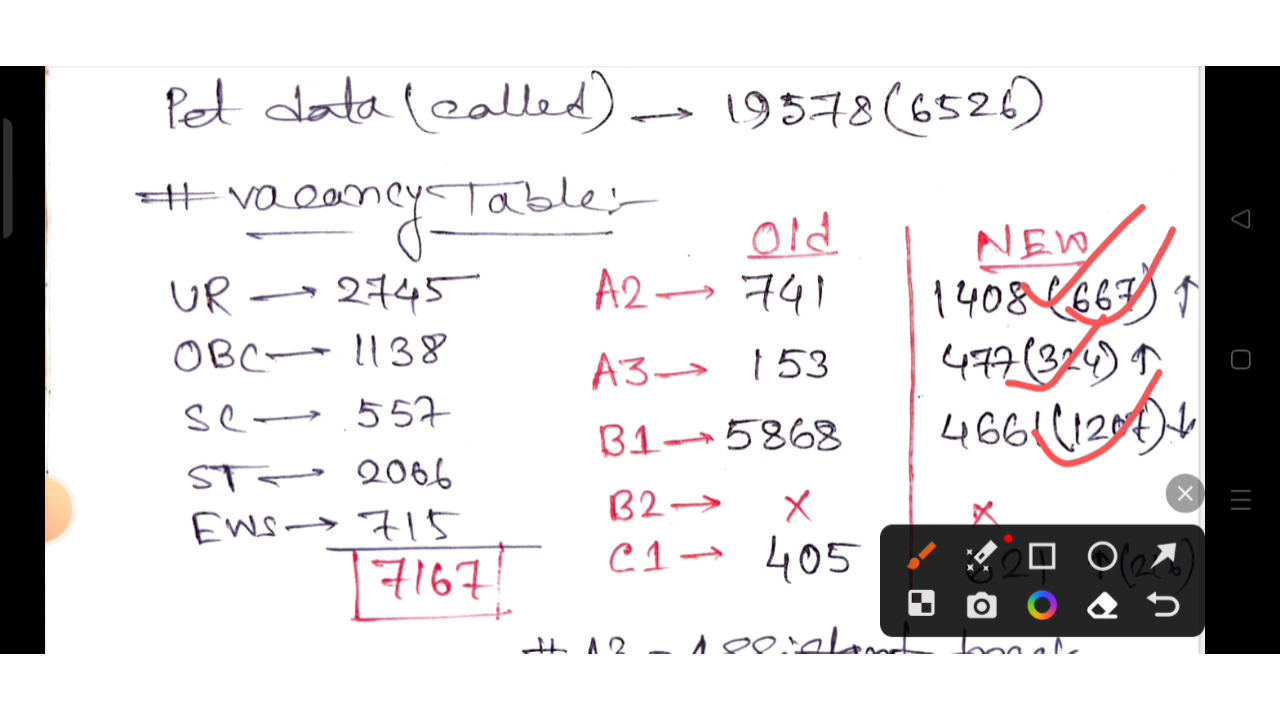 Pet data (called) → 19578 (6526)
# vacancy Table:-
Old NEW
UR → 2745 A2 → 741 1408 (667) ↑
OBC → 1138 A3 → 153 477 (324) ↑
SC → 557 B1 → 5868 4661 (1207) ↓
ST → 2066 B2 → X X
EWS → 715 C1 → 405
7167